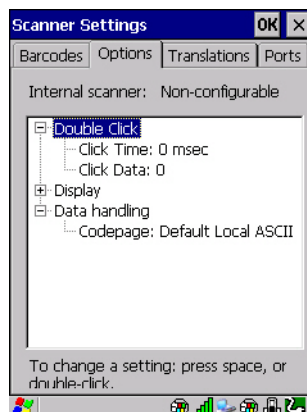 Scanner Settings OK ×
Barcodes Options Translations Ports
Internal scanner: Non-configurable
Double Click
Click Time: 0 msec
Click Data: 0
Display
Data handling
Codepage: Default Local ASCII
To change a setting: press space, or
double-click.